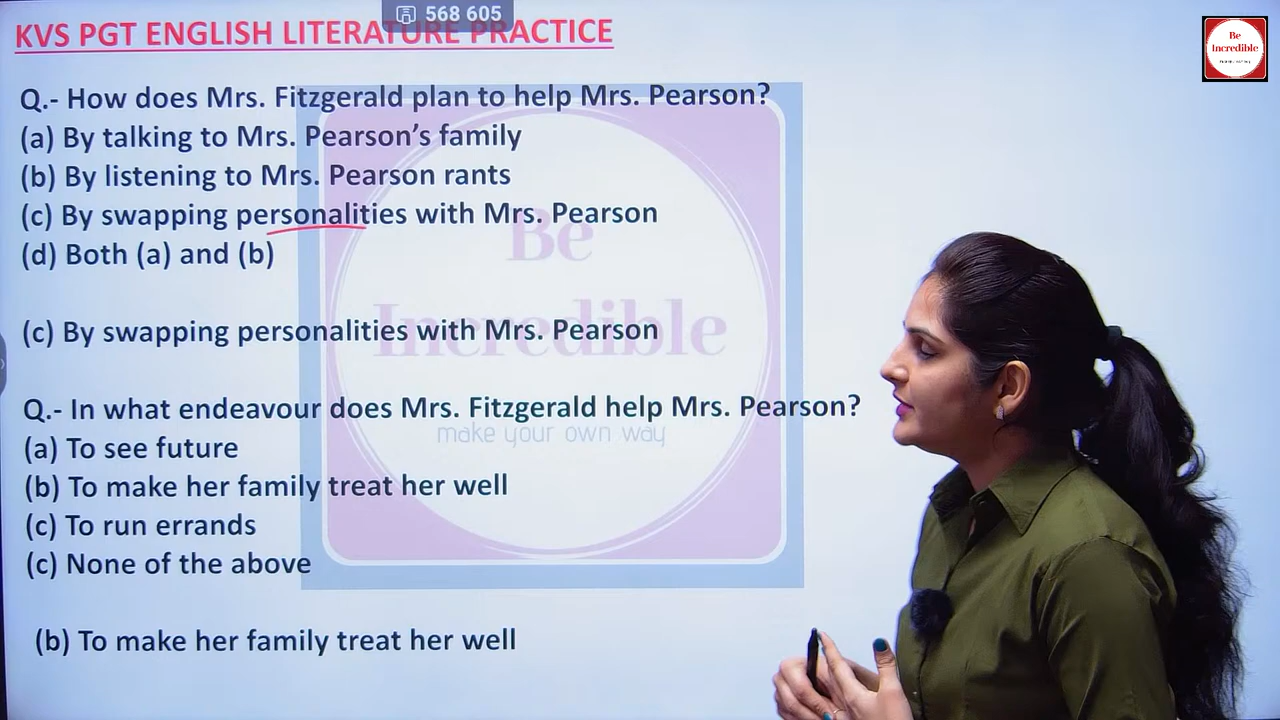 568 605
KVS PGT ENGLISH LITERATURE PRACTICE
Be
Incredible
Q.- How does Mrs. Fitzgerald plan to help Mrs. Pearson?
(a) By talking to Mrs. Pearson's family
(b) By listening to Mrs. Pearson rants
(c) By swapping personalities with Mrs. Pearson
(d) Both (a) and (b)
Be
Incredible
(c) By swapping personalities with Mrs. Pearson
Q.- In what endeavour does Mrs. Fitzgerald help Mrs. Pearson?
make your own way
(a) To see future
(b) To make her family treat her well
(c) To run errands
(c) None of the above
(b) To make her family treat her well